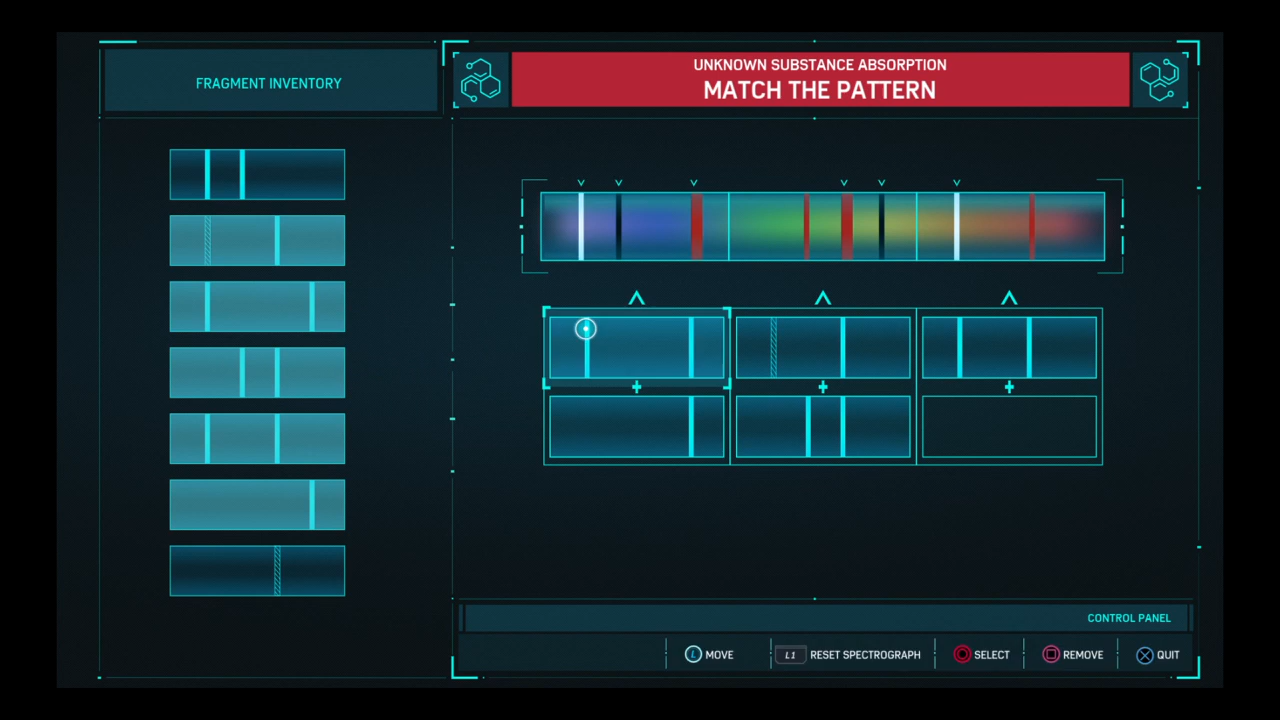 FRAGMENT INVENTORY
UNKNOWN SUBSTANCE ABSORPTION
MATCH THE PATTERN
CONTROL PANEL
L MOVE
L1 RESET SPECTROGRAPH
SELECT
REMOVE
QUIT